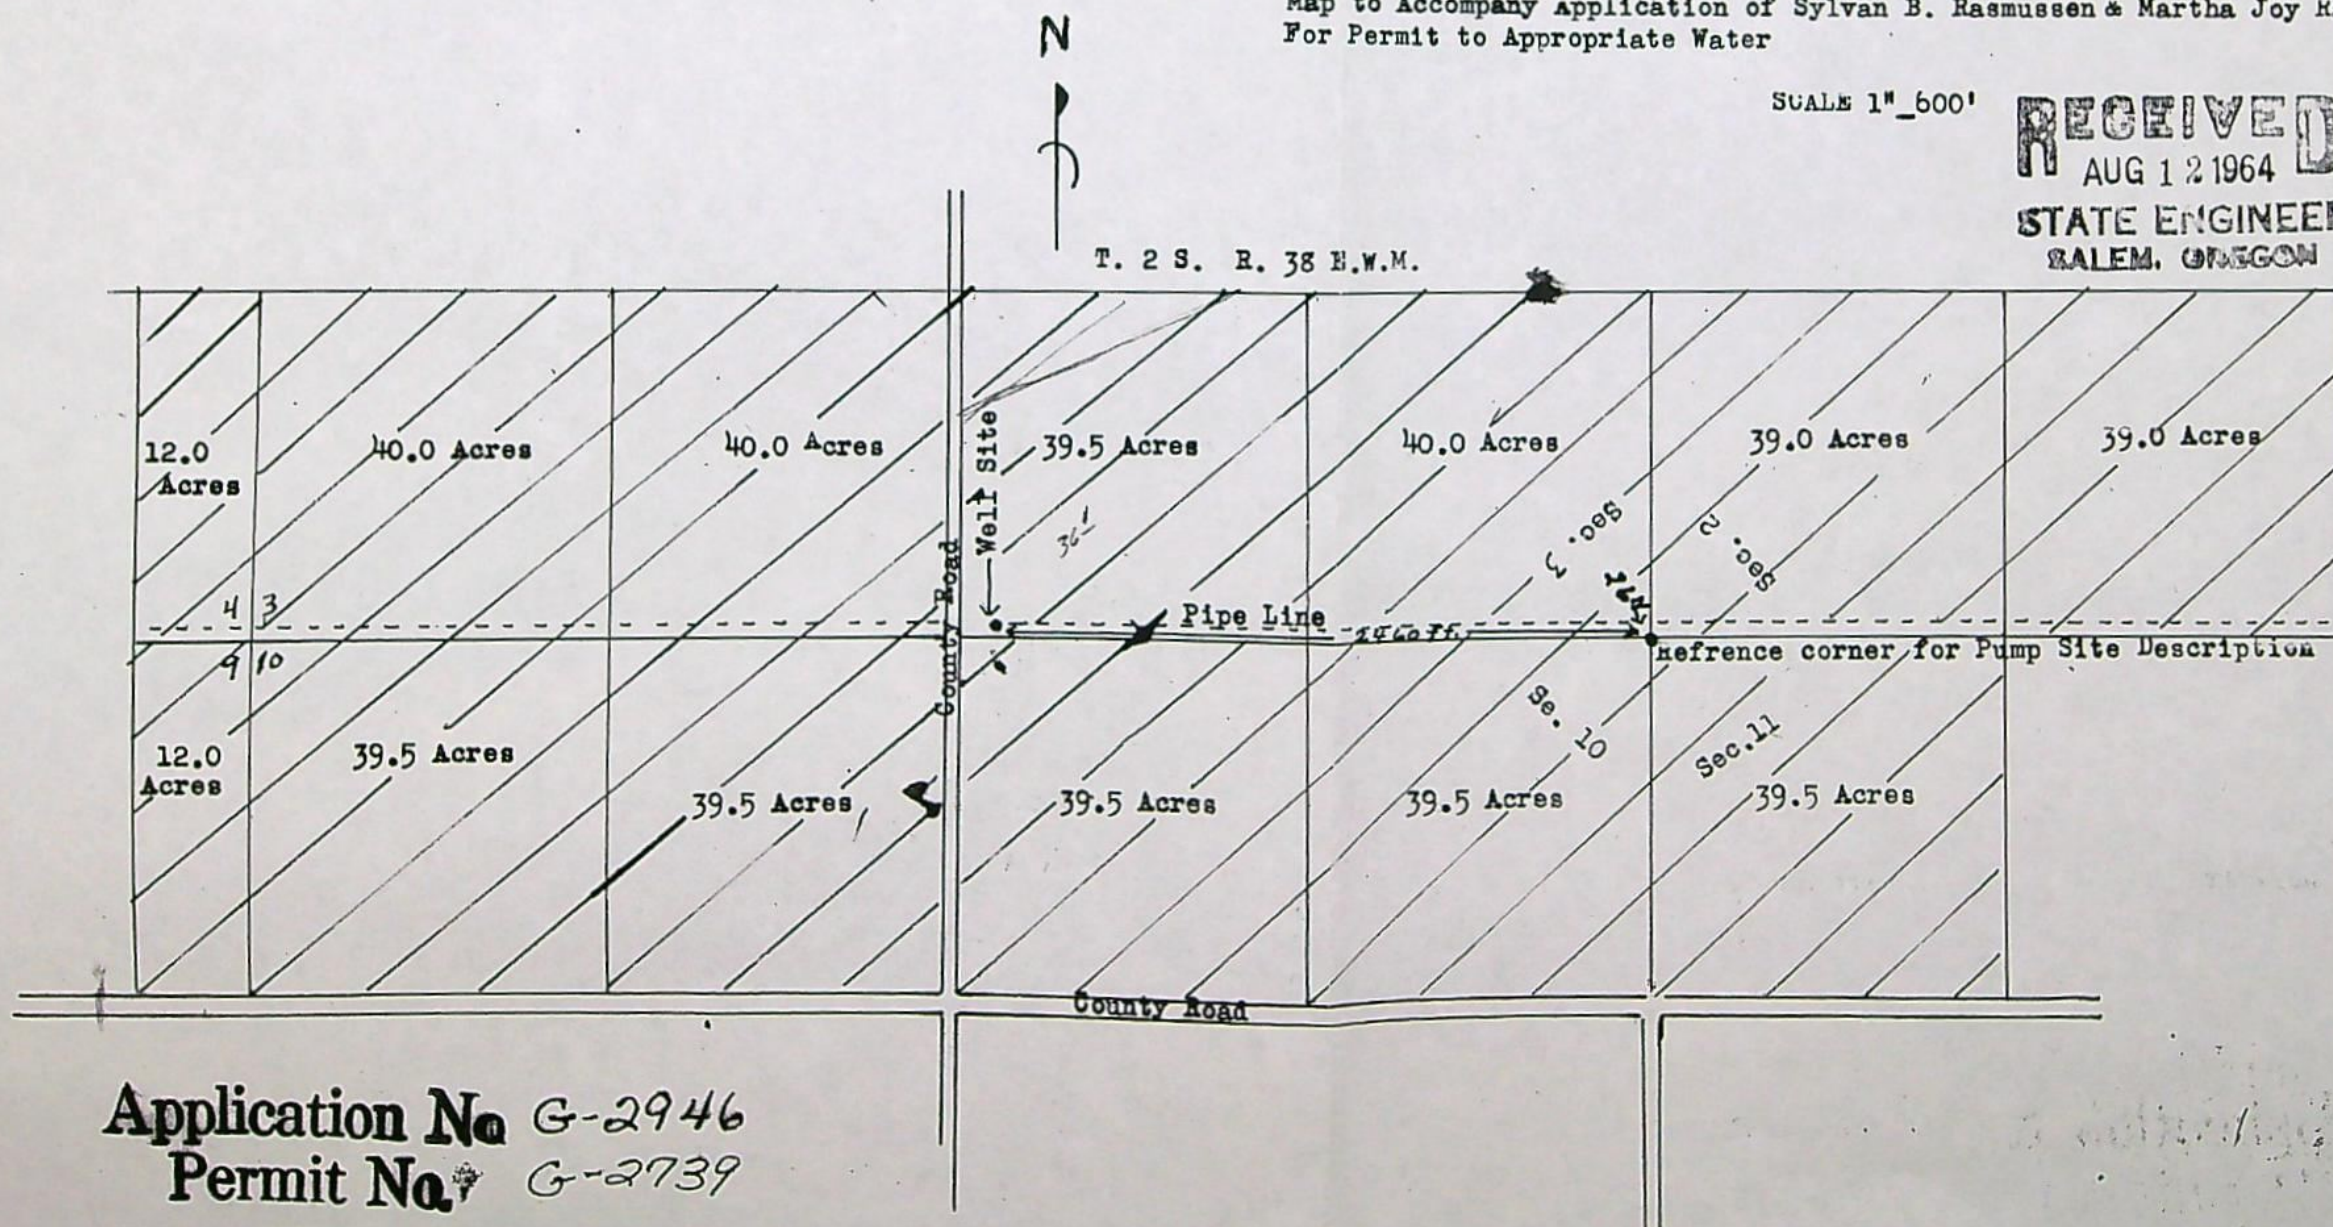 Map to Accompany Application of Sylvan B. Rasmussen & Martha Joy R
For Permit to Appropriate Water
N
SCALE 1"_600'
RECEIVED
AUG 12 1964
STATE ENGINEER
SALEM, OREGON
T. 2 S. R. 38 E.W.M.
12.0
Acres
40.0 Acres
40.0 Acres
Well Site
39.5 Acres
40.0 Acres
39.0 Acres
39.0 Acres
36'
Sec. 3
Sec. 2
4 3
9 10
County Road
Pipe Line
Refrence corner for Pump Site Description
12.0
Acres
39.5 Acres
39.5 Acres
39.5 Acres
Se. 10
39.5 Acres
Sec.11
39.5 Acres
County Road
Application No G-2946
Permit No. G-2739